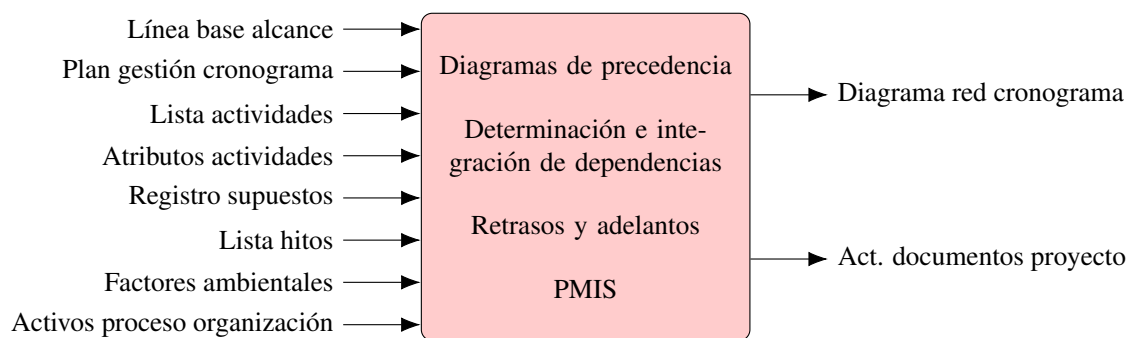 Línea base alcance
Plan gestión cronograma
Lista actividades
Atributos actividades
Registro supuestos
Lista hitos
Factores ambientales
Activos proceso organización
Diagramas de precedencia
Determinación e inte-
gración de dependencias
Retrasos y adelantos
PMIS
Diagrama red cronograma
Act. documentos proyecto